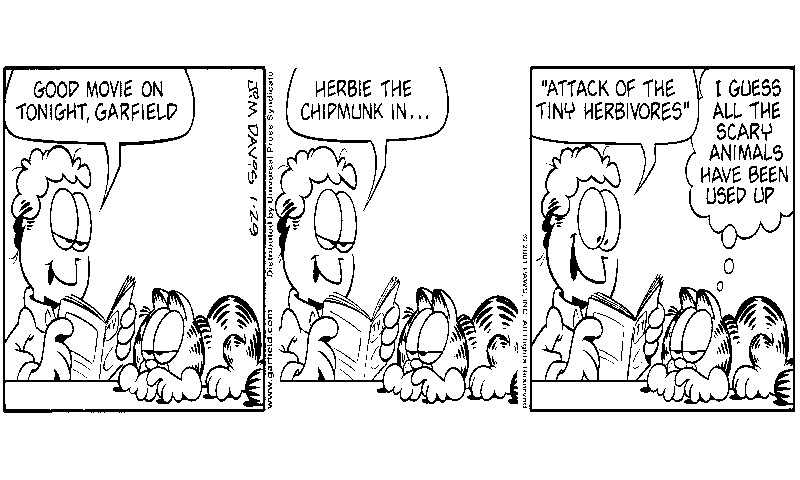 GOOD MOVIE ON
TONIGHT, GARFIELD
JIM DAVIS 1-29
www.garfield.com
Distributed by Universal Press Syndicate
HERBIE THE
CHIPMUNK IN...
© 2001 PAWS, INC. All Rights Reserved
"ATTACK OF THE
TINY HERBIVORES"
I GUESS
ALL THE
SCARY
ANIMALS
HAVE BEEN
USED UP